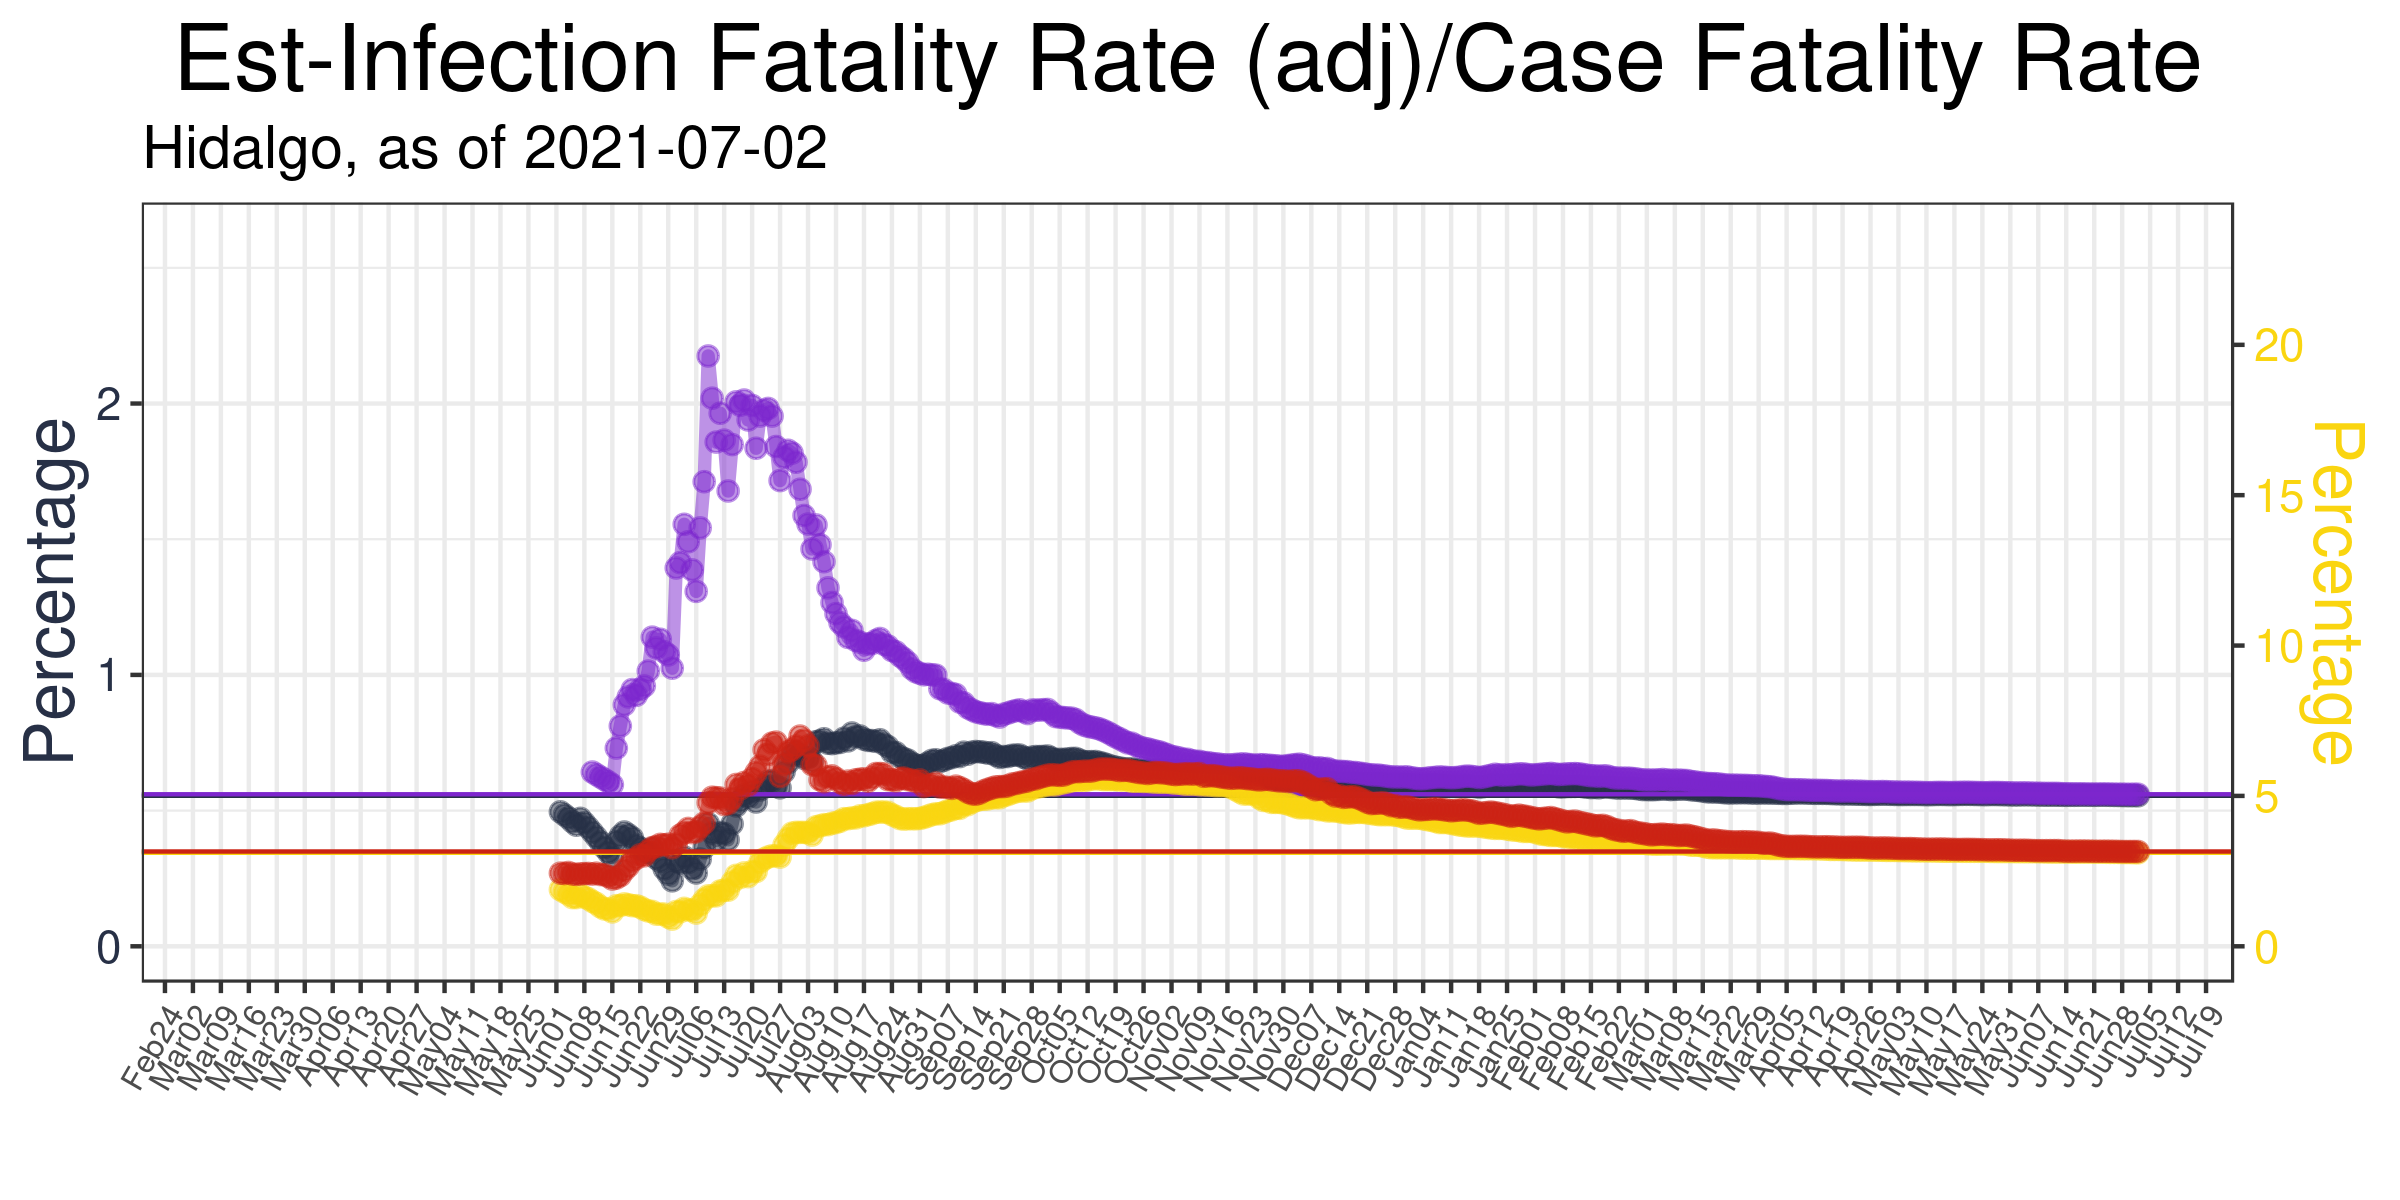 Est-Infection Fatality Rate (adj)/Case Fatality Rate
Hidalgo, as of 2021-07-02
Percentage
2
1
0
20
15
10
5
0
Percentage
Feb24
Mar02
Mar09
Mar16
Mar23
Mar30
Apr06
Apr13
Apr20
Apr27
May04
May11
May18
May25
Jun01
Jun08
Jun15
Jun22
Jun29
Jul06
Jul13
Jul20
Jul27
Aug03
Aug10
Aug17
Aug24
Aug31
Sep07
Sep14
Sep21
Sep28
Oct05
Oct12
Oct19
Oct26
Nov02
Nov09
Nov16
Nov23
Nov30
Dec07
Dec14
Dec21
Dec28
Jan04
Jan11
Jan18
Jan25
Feb01
Feb08
Feb15
Feb22
Mar01
Mar08
Mar15
Mar22
Mar29
Apr05
Apr12
Apr19
Apr26
May03
May10
May17
May24
May31
Jun07
Jun14
Jun21
Jun28
Jul05
Jul12
Jul19